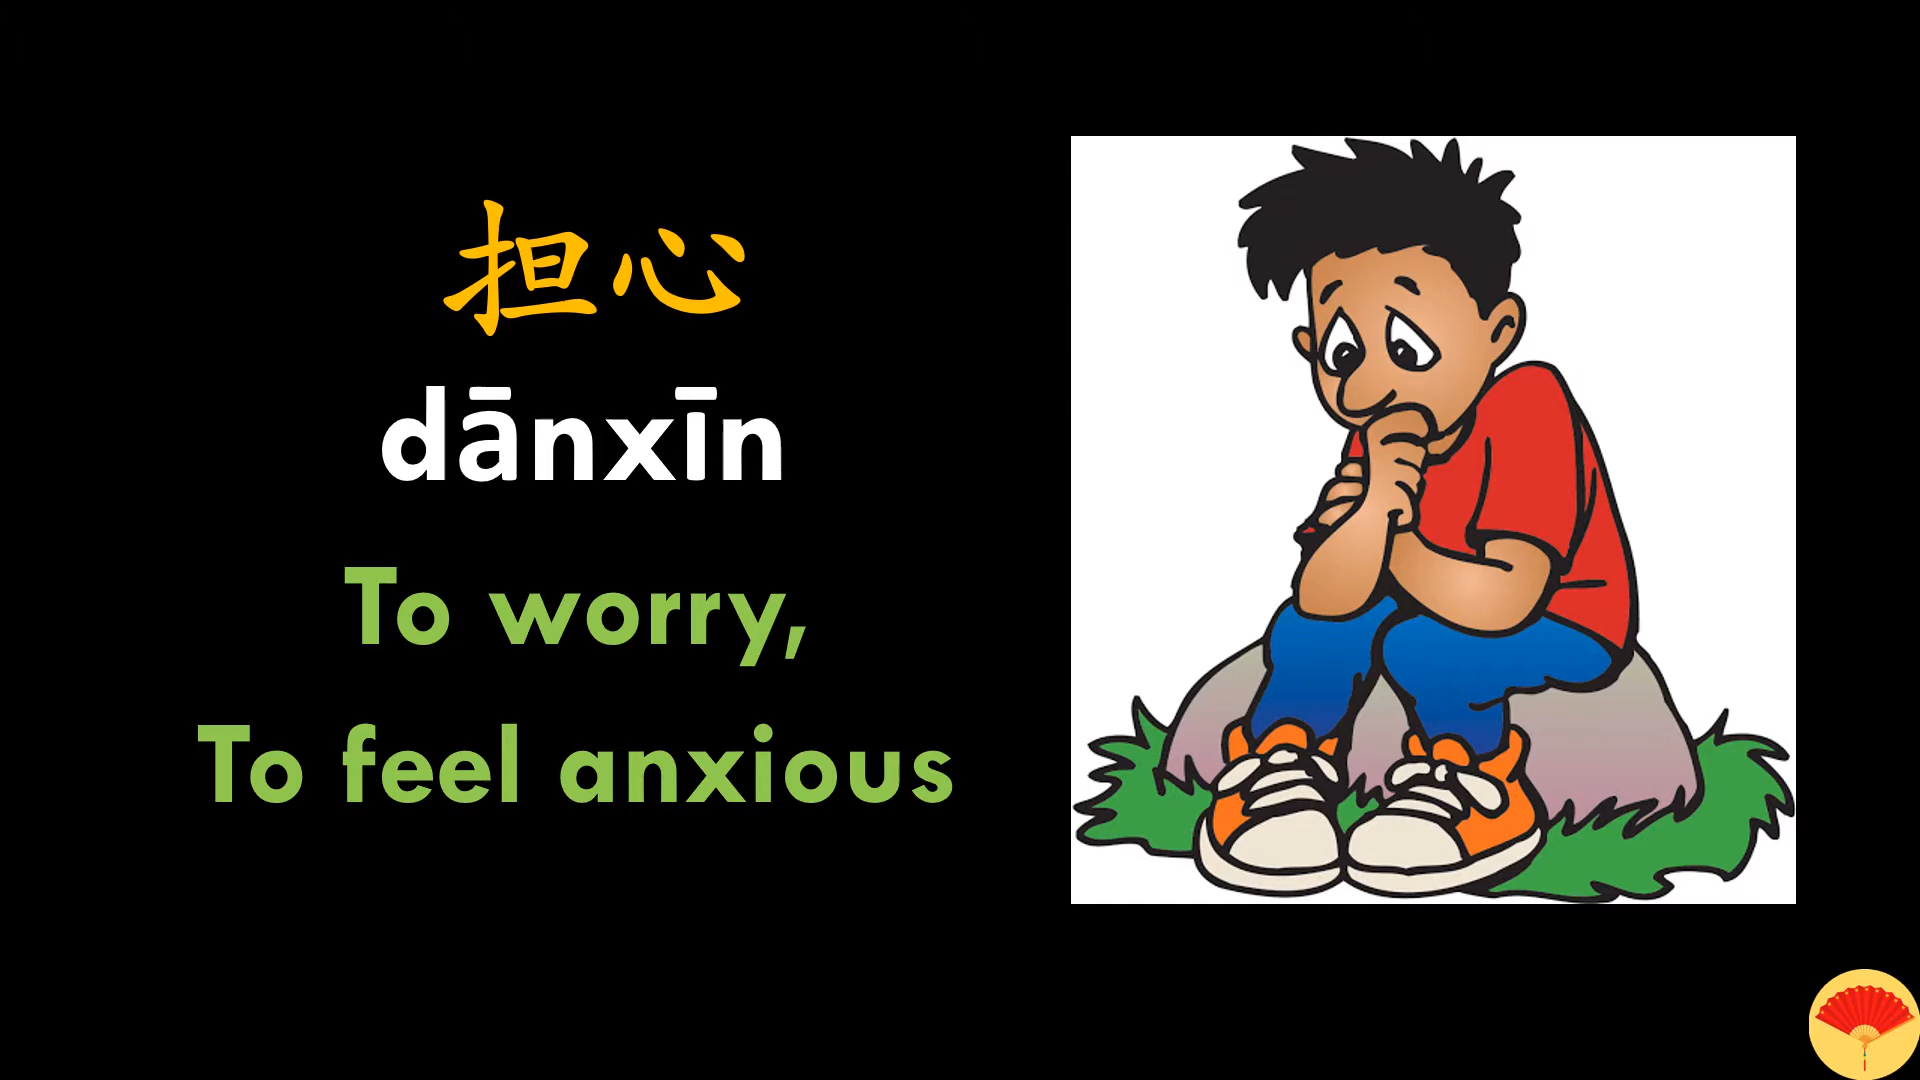 担心
dānxīn
To worry,
To feel anxious